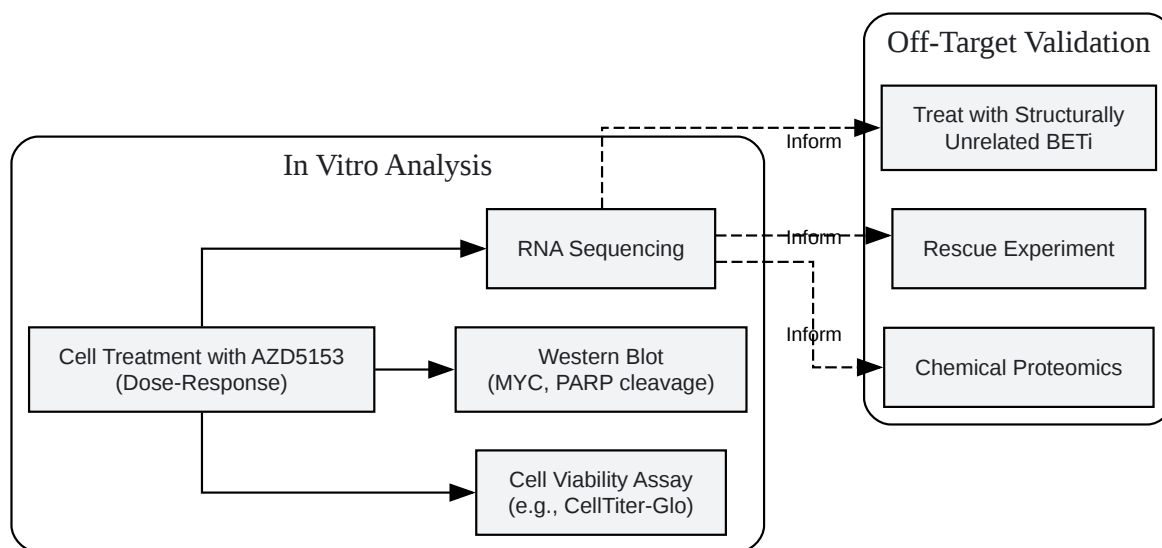 Off-Target Validation
Treat with Structurally
Unrelated BETi
Inform
In Vitro Analysis
RNA Sequencing
Inform
Rescue Experiment
Inform
Cell Treatment with AZD5153
(Dose-Response)
Western Blot
(MYC, PARP cleavage)
Chemical Proteomics
Cell Viability Assay
(e.g., CellTiter-Glo)